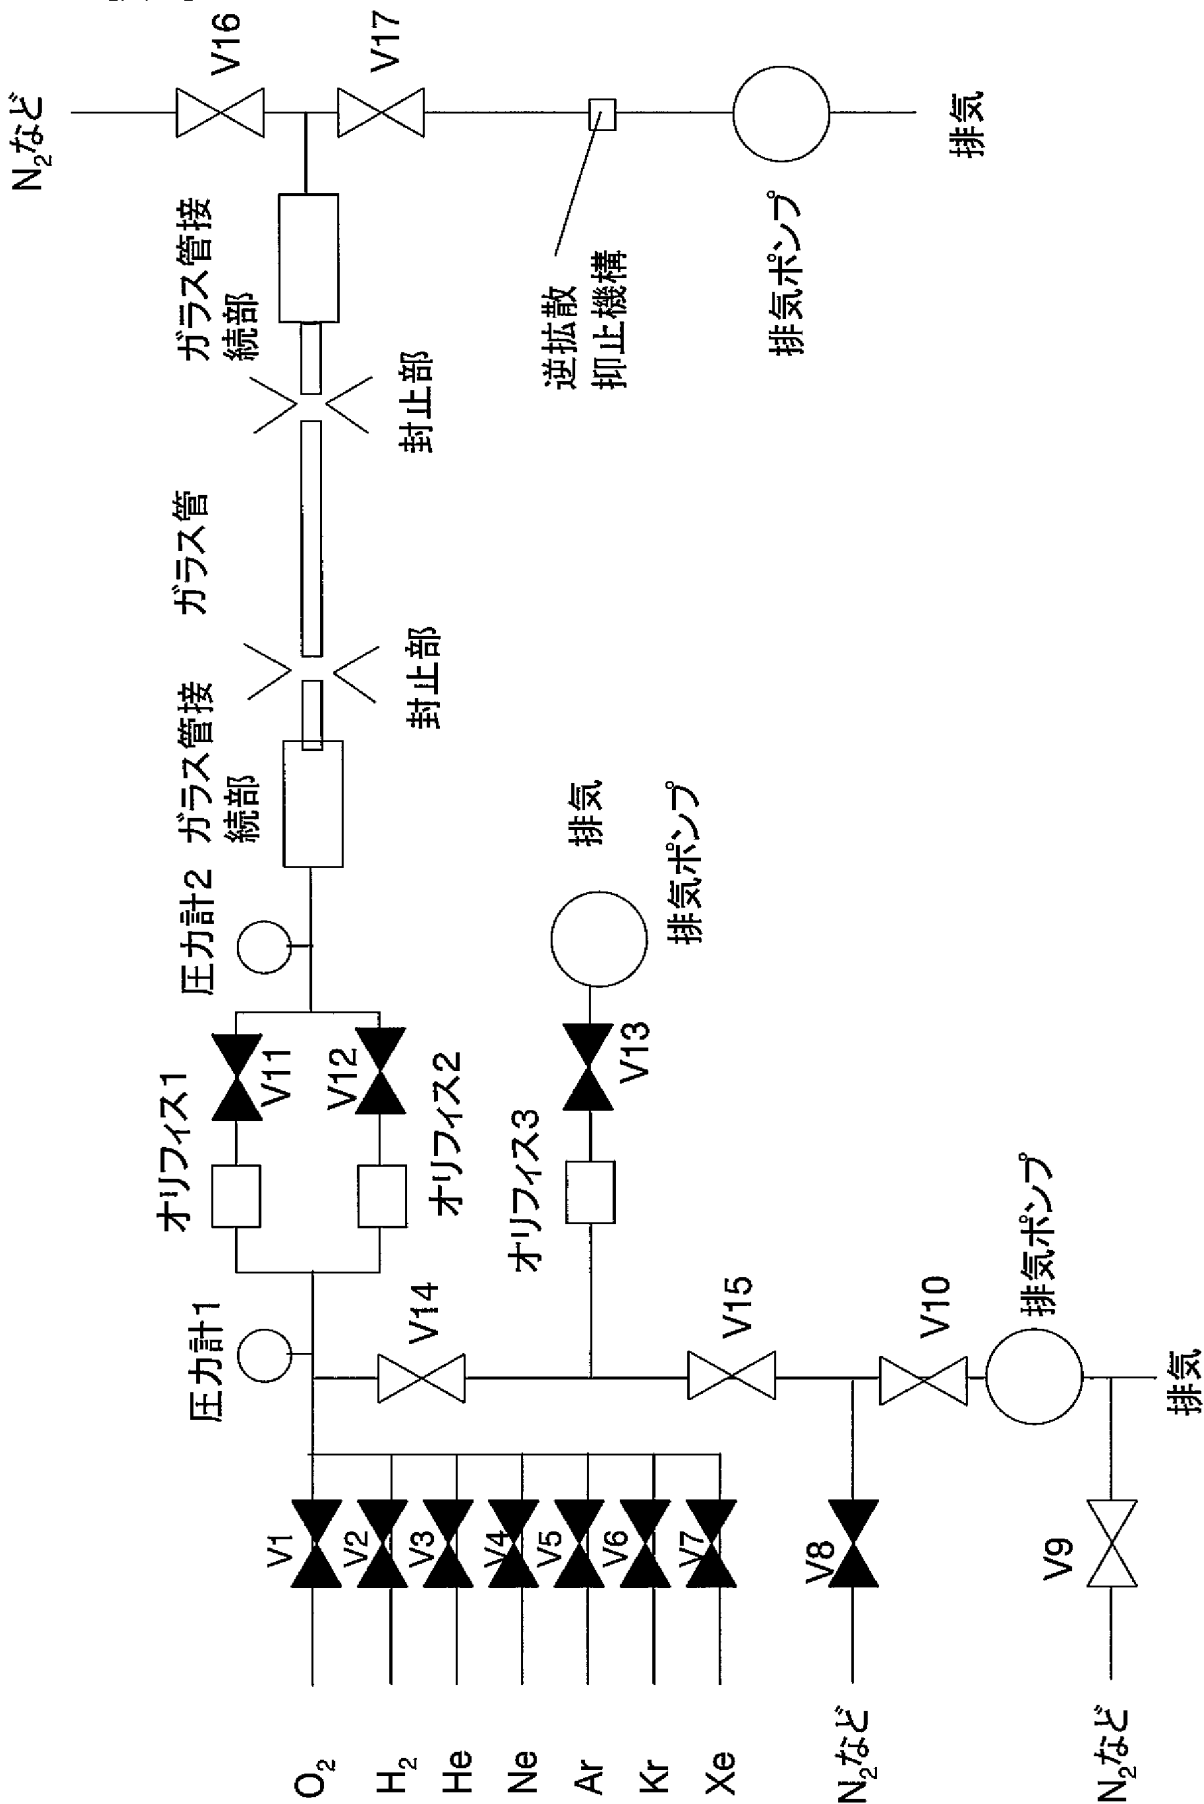 O₂
H₂
He
Ne
Ar
Kr
Xe
N₂など
N₂など
V1
V2
V3
V4
V5
V6
V7
V8
V9
圧力計1
V14
V15
V10
排気ポンプ
排気
オリフィス1
V11
V12
オリフィス2
オリフィス3
V13
排気
排気ポンプ
圧力計2
ガラス管接
続部
封止部
ガラス管
封止部
ガラス管接
続部
N₂など
V16
V17
逆拡散
抑止機構
排気ポンプ
排気